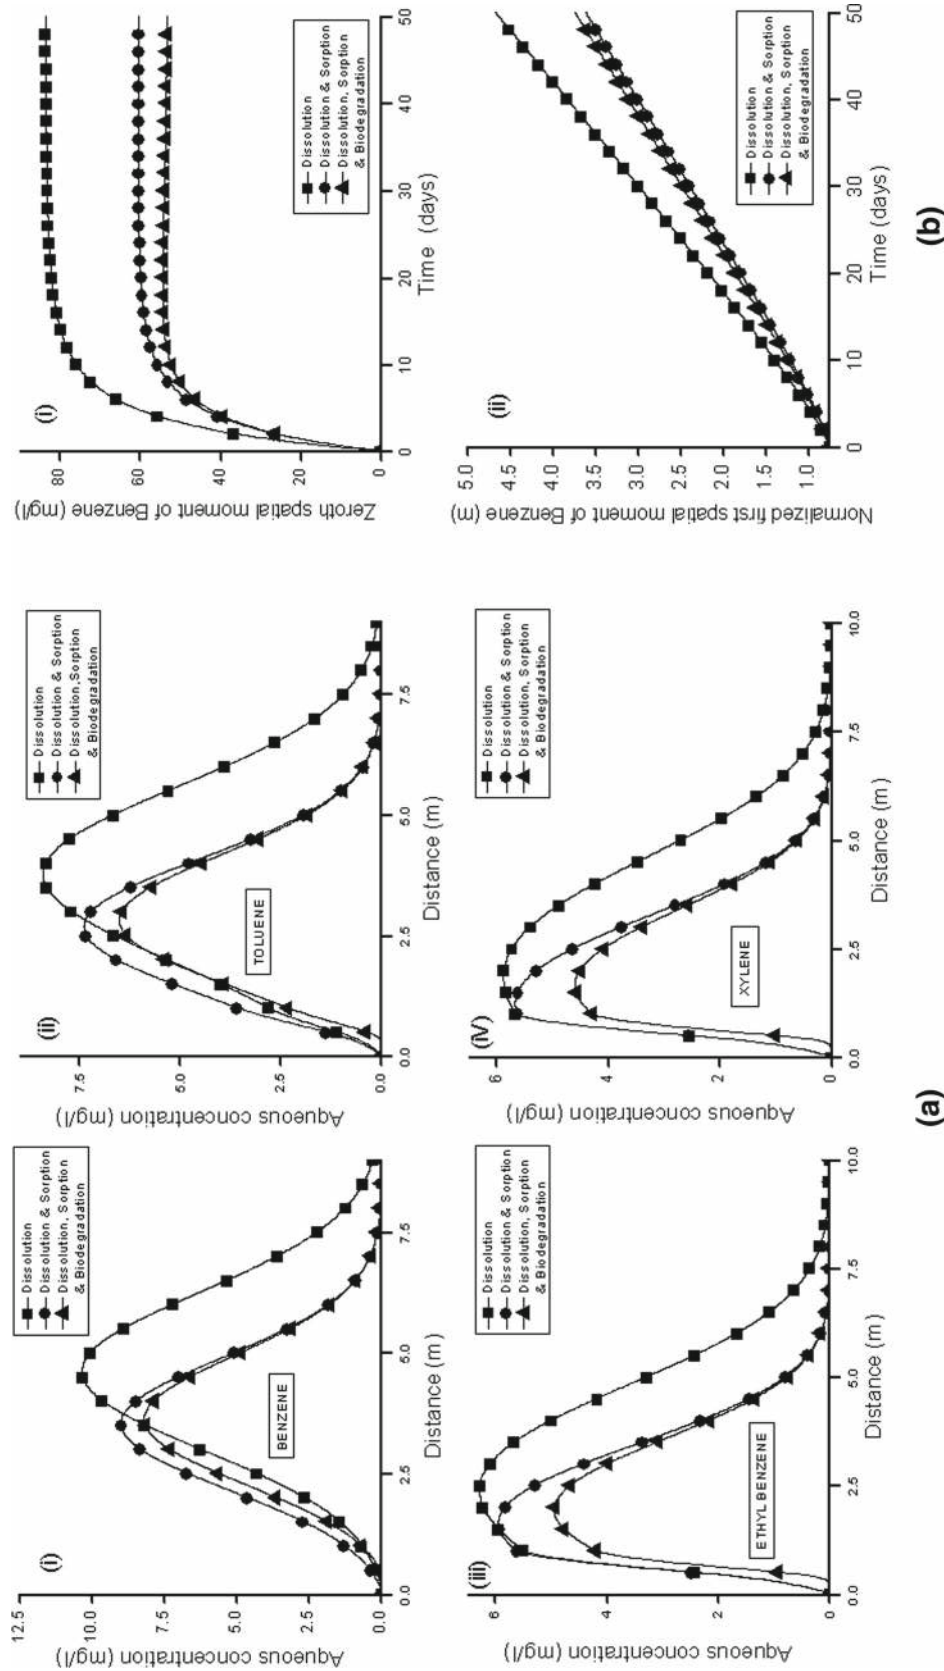 (i)
Aqueous concentration (mg/l)
12.5
10.0
7.5
5.0
2.5
0.0
0.0
2.5
5.0
7.5
Distance (m)
BENZENE
Dissolution
Dissolution & Sorption
Dissolution, Sorption
& Biodegradation
(ii)
Aqueous concentration (mg/l)
7.5
5.0
2.5
0.0
0.0
2.5
5.0
7.5
Distance (m)
TOLUENE
Dissolution
Dissolution & Sorption
Dissolution,Sorption
& Biodegradation
(iii)
Aqueous concentration (mg/l)
6
4
2
0
0.0
2.5
5.0
7.5
10.0
Distance (m)
ETHYL BENZENE
Dissolution
Dissolution & Sorption
Dissolution, Sorption
& Biodegradation
(iV)
Aqueous concentration (mg/l)
6
4
2
0
0.0
2.5
5.0
7.5
10.0
Distance (m)
XYLENE
Dissolution
Dissolution & Sorption
Dissolution, Sorption
& Biodegradation
(a)
(i)
Zeroth spatial moment of Benzene (mg/l)
80
60
40
20
0
0
10
20
30
40
50
Time (days)
Dissolution
Dissolution & Sorption
Dissolution, Sorption
& Biodegradation
(ii)
Normalized first spatial moment of Benzene (m)
5.0
4.5
4.0
3.5
3.0
2.5
2.0
1.5
1.0
0
10
20
30
40
50
Time (days)
Dissolution
Dissolution & Sorption
Dissolution, Sorption
& Biodegradation
(b)